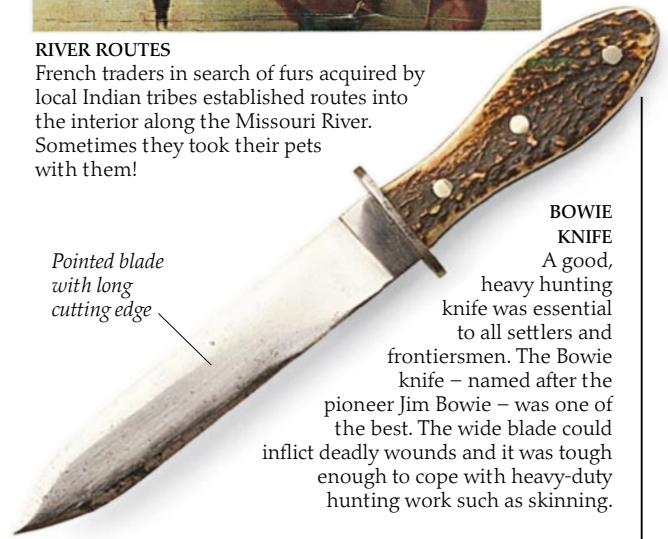 RIVER ROUTES
French traders in search of furs acquired by
local Indian tribes established routes into
the interior along the Missouri River.
Sometimes they took their pets
with them!
Pointed blade
with long
cutting edge
BOWIE
KNIFE
A good,
heavy hunting
knife was essential
to all settlers and
frontiersmen. The Bowie
knife – named after the
pioneer Jim Bowie – was one of
the best. The wide blade could
inflict deadly wounds and it was tough
enough to cope with heavy-duty
hunting work such as skinning.